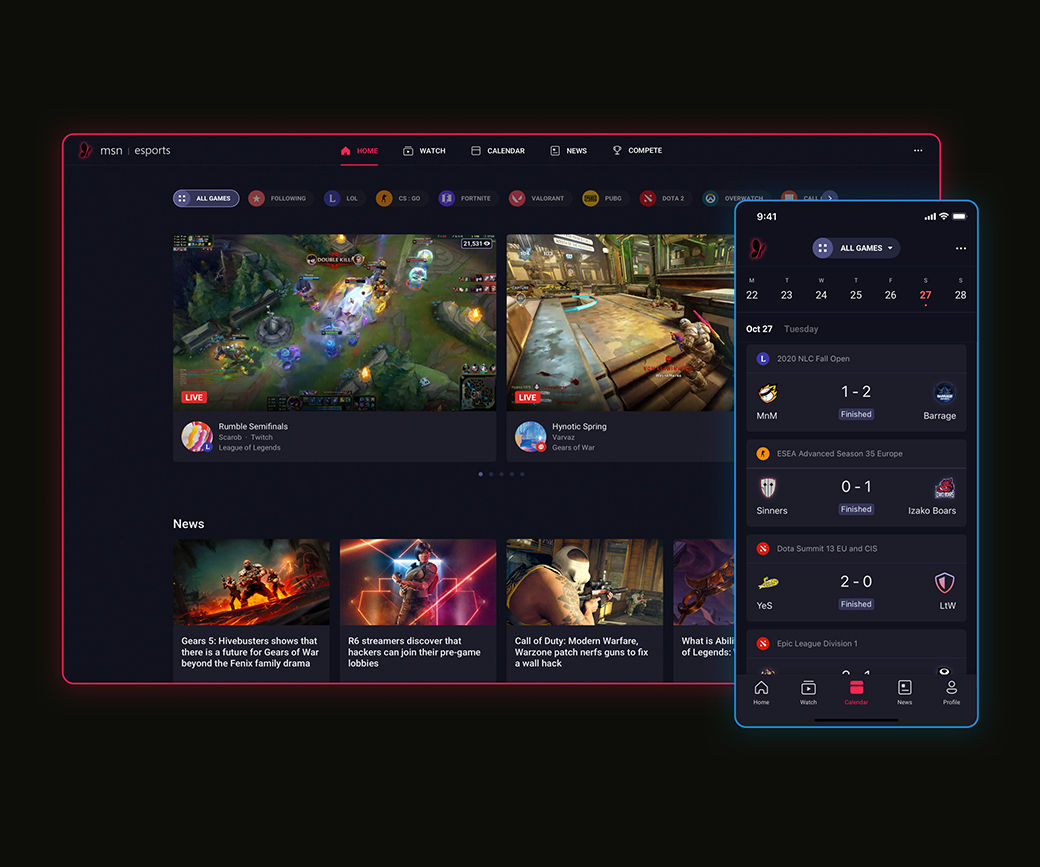 msn | esports
HOME
WATCH
CALENDAR
NEWS
COMPETE
ALL GAMES
FOLLOWING
LOL
CS : GO
FORTNITE
VALORANT
PUBG
DOTA 2
OVERWATCH
CALL
DOUBLE KILL
21,531
LIVE
Rumble Semifinals
Scarob · Twitch
League of Legends
LIVE
Hynotic Spring
Varvaz
Gears of War
News
Gears 5: Hivebusters shows that
there is a future for Gears of War
beyond the Fenix family drama
R6 streamers discover that
hackers can join their pre-game
lobbies
Call of Duty: Modern Warfare,
Warzone patch nerfs guns to fix
a wall hack
What is Abili
of Legends:
9:41
ALL GAMES
M T W T F S S
22 23 24 25 26 27 28
Oct 27 Tuesday
2020 NLC Fall Open
1 - 2
MnM
Finished
Barrage
ESEA Advanced Season 35 Europe
0 - 1
Sinners
Finished
Izako Boars
Dota Summit 13 EU and CIS
2 - 0
YeS
Finished
LtW
Epic League Division 1
Home
Watch
Calendar
News
Profile